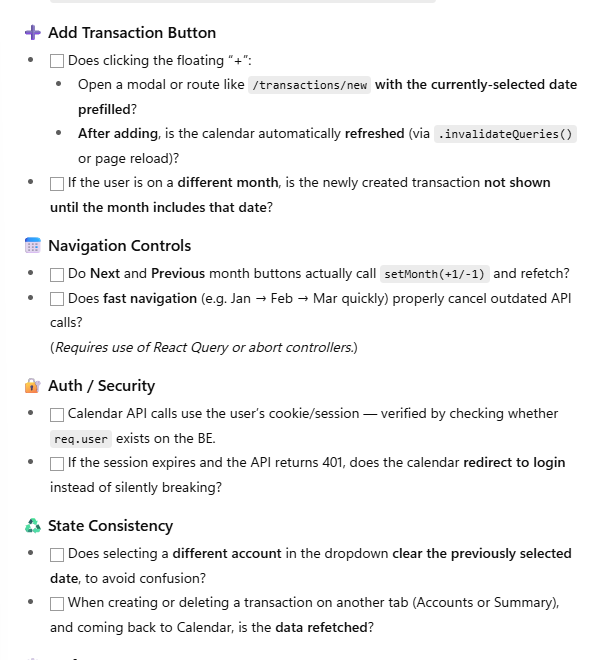 Add Transaction Button
Does clicking the floating “+”:
Open a modal or route like /transactions/new with the currently-selected date
prefilled?
After adding, is the calendar automatically refreshed (via .invalidateQueries()
or page reload)?
If the user is on a different month, is the newly created transaction not shown
until the month includes that date?
Navigation Controls
Do Next and Previous month buttons actually call setMonth(+1/-1) and refetch?
Does fast navigation (e.g. Jan → Feb → Mar quickly) properly cancel outdated API
calls?
(Requires use of React Query or abort controllers.)
Auth / Security
Calendar API calls use the user’s cookie/session — verified by checking whether
req.user exists on the BE.
If the session expires and the API returns 401, does the calendar redirect to login
instead of silently breaking?
State Consistency
Does selecting a different account in the dropdown clear the previously selected
date, to avoid confusion?
When creating or deleting a transaction on another tab (Accounts or Summary),
and coming back to Calendar, is the data refetched?